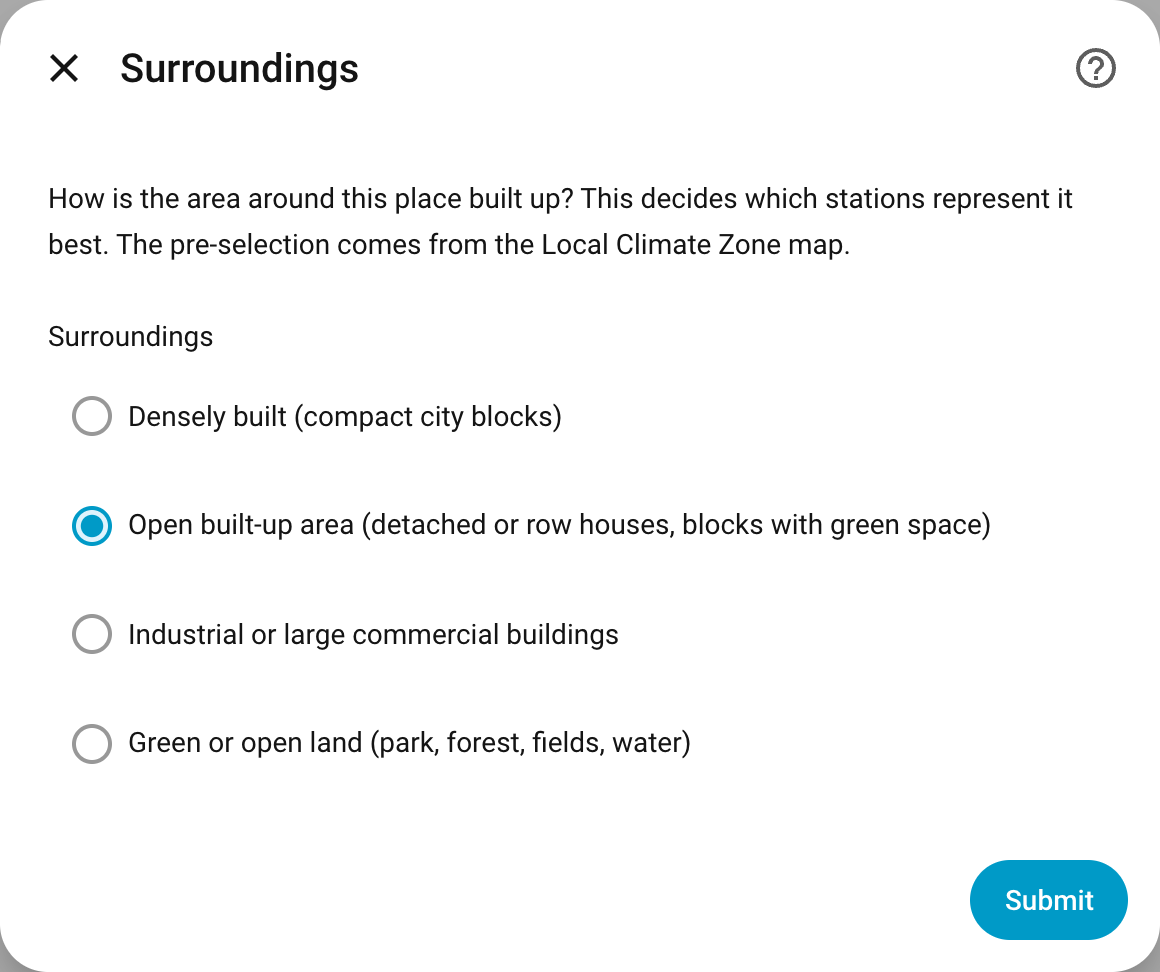 Surroundings
How is the area around this place built up? This decides which stations represent it
best. The pre-selection comes from the Local Climate Zone map.
Surroundings
Densely built (compact city blocks)
Open built-up area (detached or row houses, blocks with green space)
Industrial or large commercial buildings
Green or open land (park, forest, fields, water)
Submit